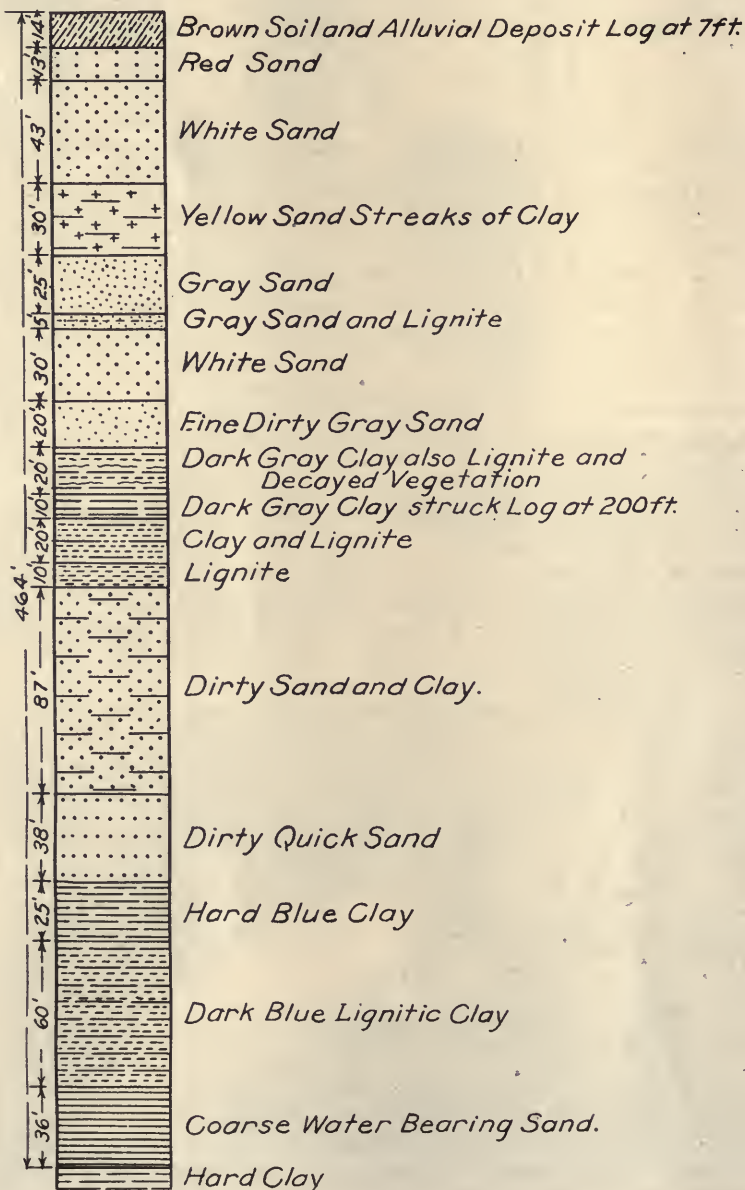 14' Brown Soil and Alluvial Deposit Log at 7ft.
13' Red Sand
43' White Sand
30' Yellow Sand Streaks of Clay
25' Gray Sand
5' Gray Sand and Lignite
30' White Sand
20' Fine Dirty Gray Sand
20' Dark Gray Clay also Lignite and
Decayed Vegetation
10' Dark Gray Clay struck Log at 200ft.
20' Clay and Lignite
10' Lignite
464'
87' Dirty Sand and Clay.
38' Dirty Quick Sand
25' Hard Blue Clay
60' Dark Blue Lignitic Clay
36' Coarse Water Bearing Sand.
Hard Clay